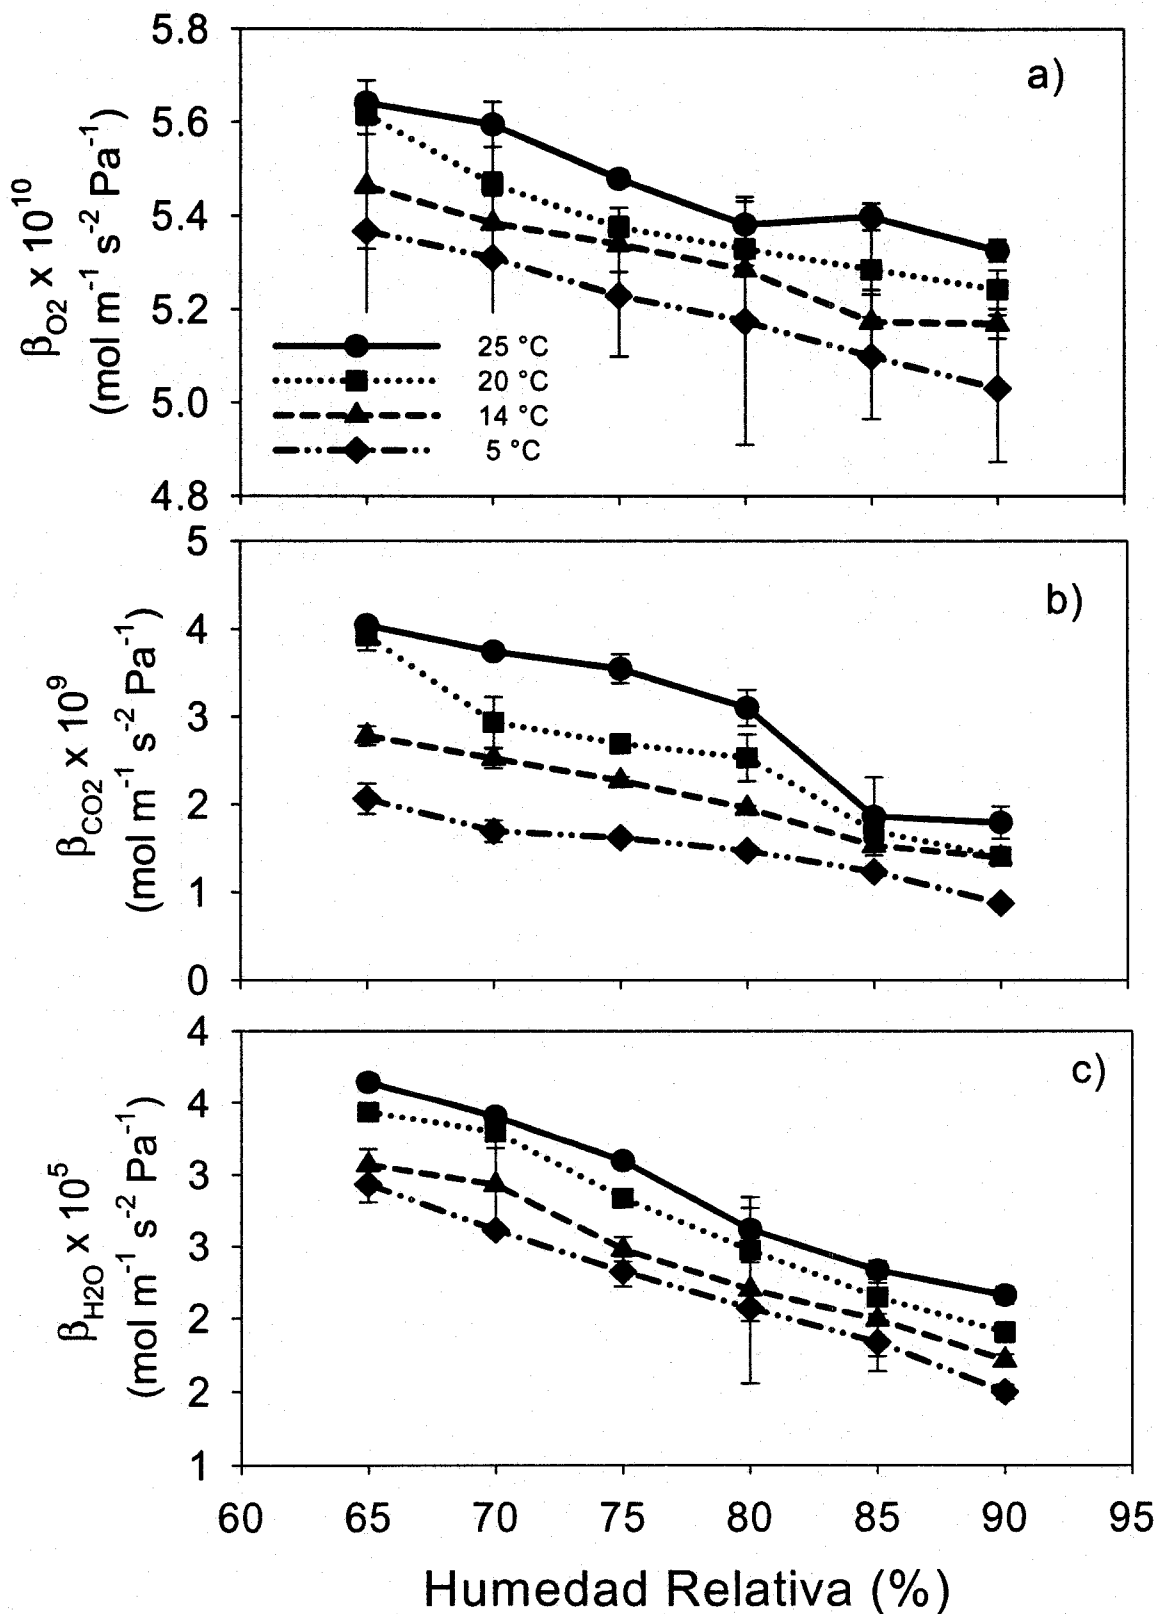 5.8
a)
5.6
5.4
5.2
5.0
4.8
β_O2 x 10^10
(mol m^-1 s^-2 Pa^-1)
25 °C
20 °C
14 °C
5 °C
5
b)
4
3
2
1
0
β_CO2 x 10^9
(mol m^-1 s^-2 Pa^-1)
4
c)
4
3
3
2
2
1
β_H2O x 10^5
(mol m^-1 s^-2 Pa^-1)
60 65 70 75 80 85 90 95
Humedad Relativa (%)